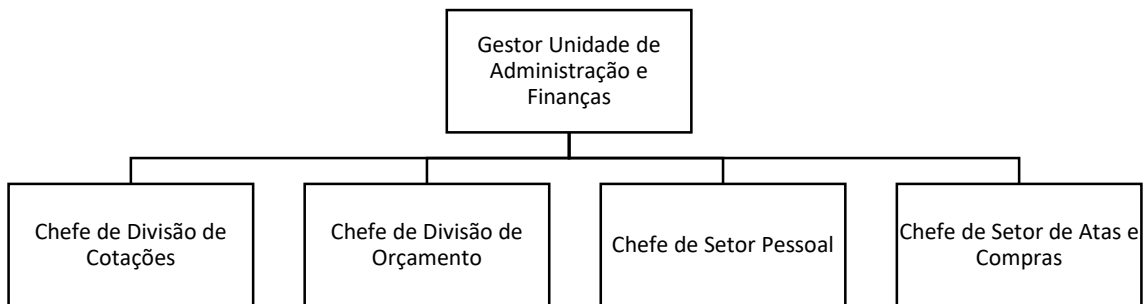 Gestor Unidade de
Administração e
Finanças
Chefe de Divisão de
Cotações
Chefe de Divisão de
Orçamento
Chefe de Setor Pessoal
Chefe de Setor de Atas e
Compras